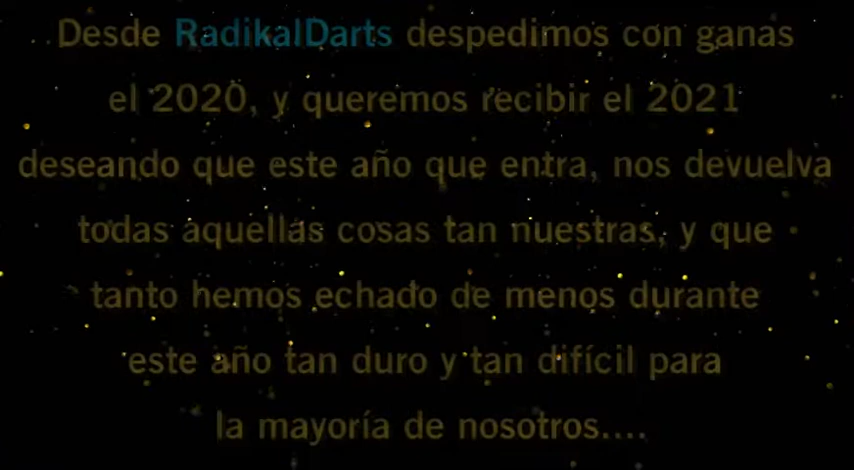 Desde RadikalDarts despedimos con ganas
el 2020, y queremos recibir el 2021
deseando que este año que entra, nos devuelva
todas aquellas cosas tan nuestras, y que
tanto hemos echado de menos durante
este año tan duro y tan difícil para
la mayoría de nosotros....